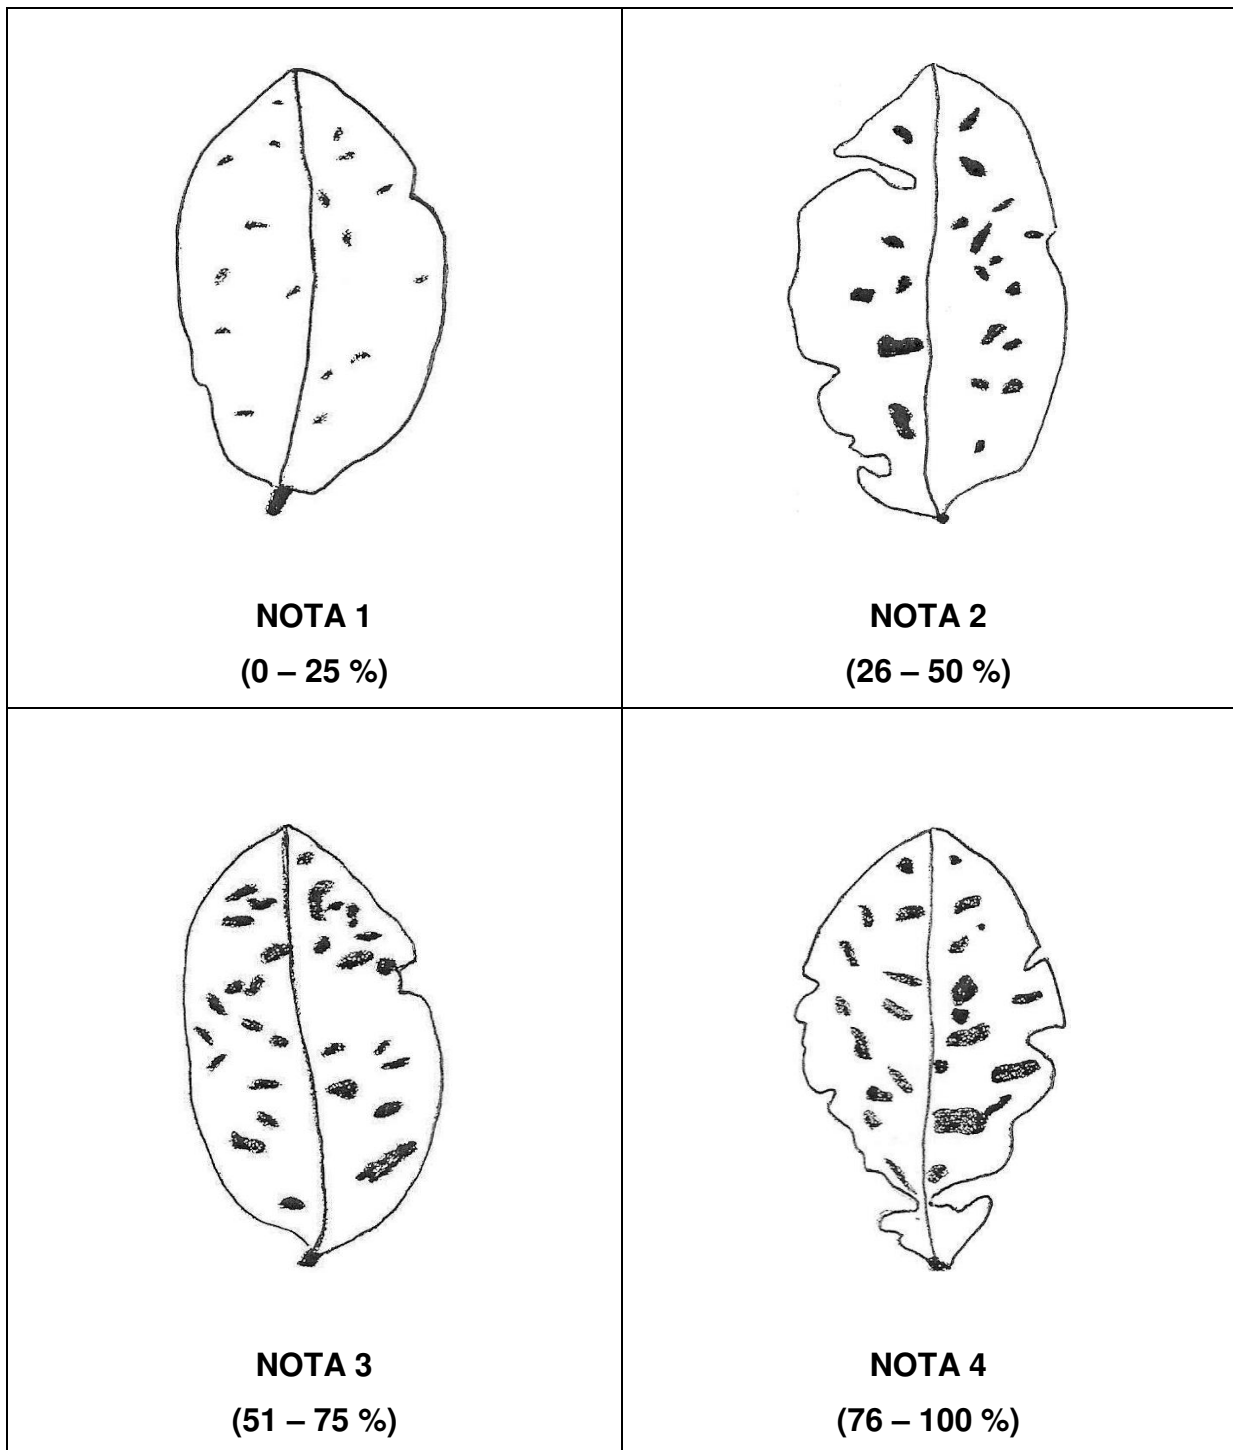 NOTA 1
(0 – 25 %)
NOTA 2
(26 – 50 %)
NOTA 3
(51 – 75 %)
NOTA 4
(76 – 100 %)